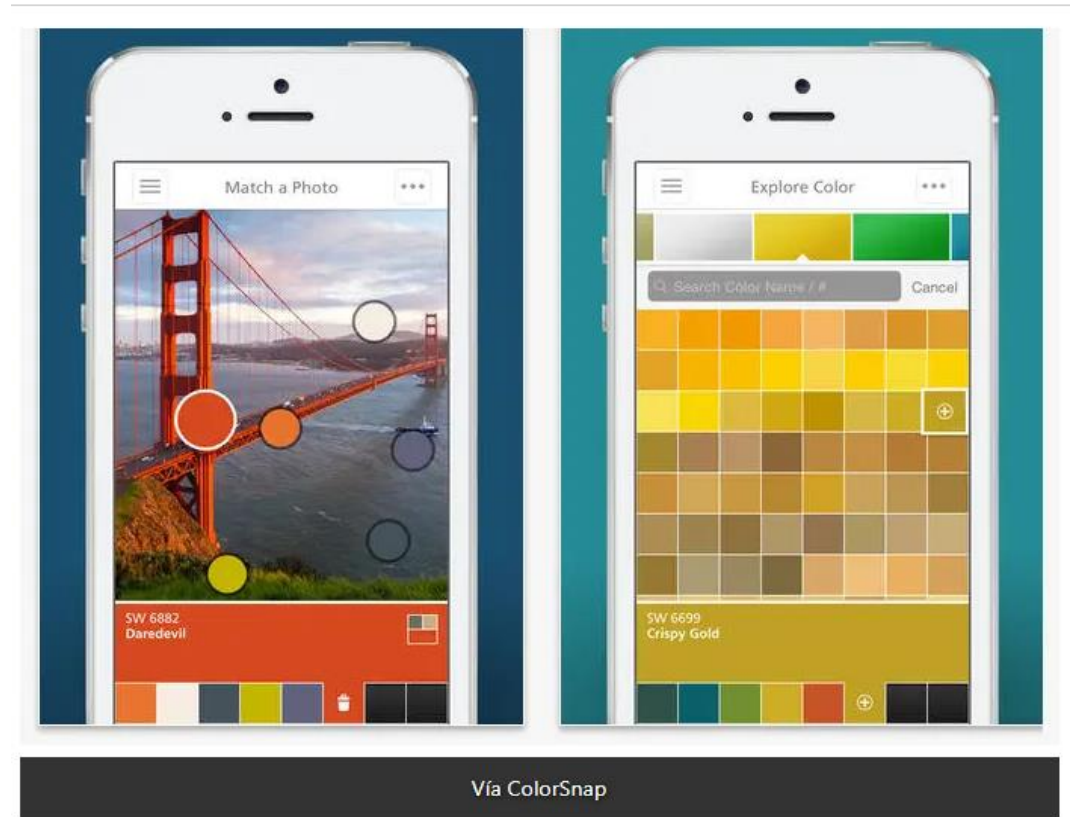 Match a Photo
SW 6882
Daredevil
Explore Color
Search Color Name / #
Cancel
SW 6699
Crispy Gold
Vía ColorSnap